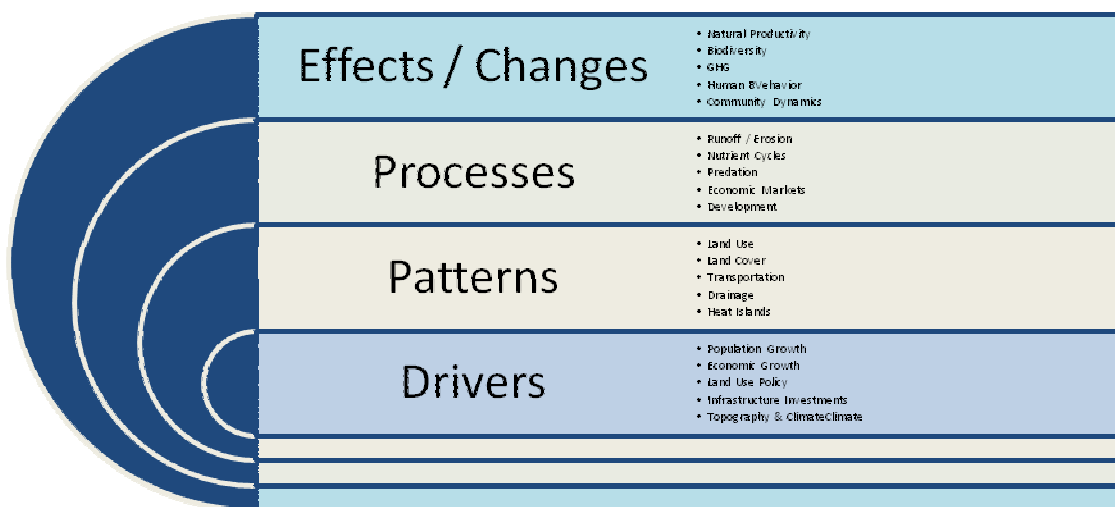 Effects / Changes
• Natural Productivity
• Biodiversity
• GHG
• Human BVehavior
• Community Dynamics
Processes
• Runoff / Erosion
• Nutrient Cycles
• Predation
• Economic Markets
• Development
Patterns
• Land Use
• Land Cover
• Transportation
• Drainage
• Heat Islands
Drivers
• Population Growth
• Economic Growth
• Land Use Policy
• Infrastructure Investments
• Topography & ClimateClimate